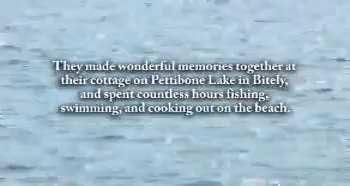 They made wonderful memories together at
their cottage on Pettibone Lake in Bitely,
and spent countless hours fishing,
swimming, and cooking out on the beach.